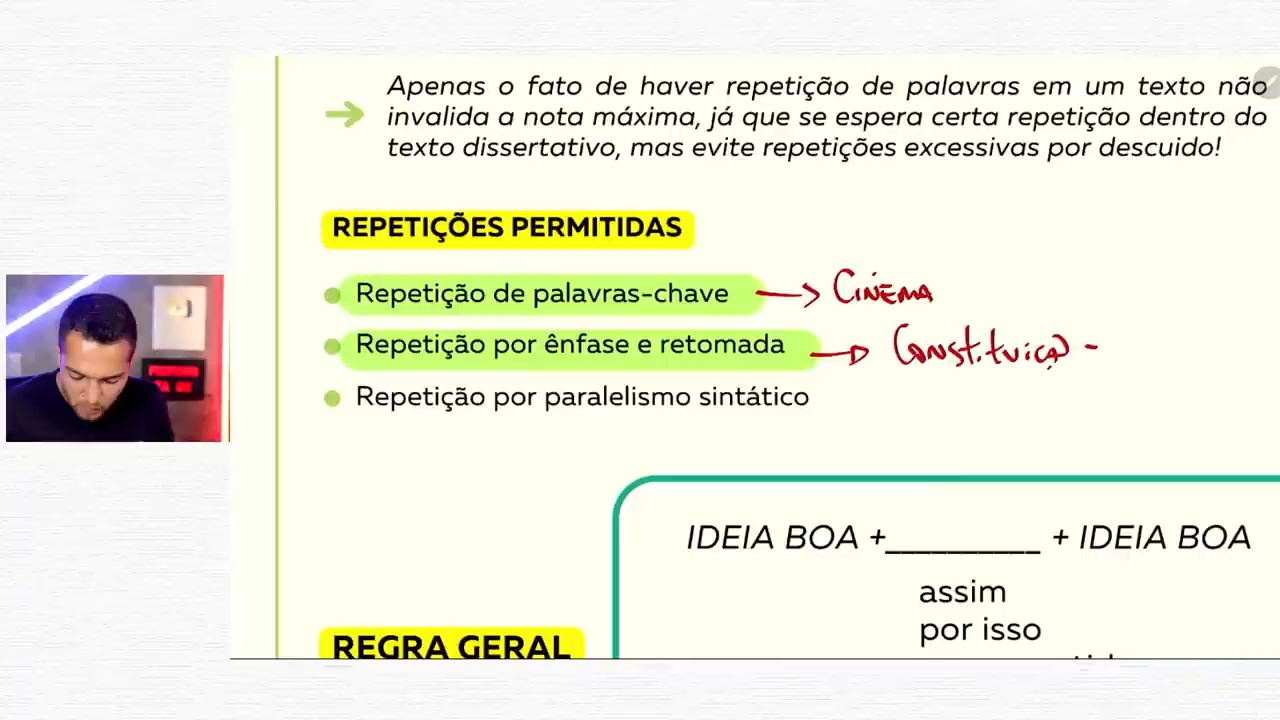 Apenas o fato de haver repetição de palavras em um texto não
invalida a nota máxima, já que se espera certa repetição dentro do
texto dissertativo, mas evite repetições excessivas por descuido!
REPETIÇÕES PERMITIDAS
Repetição de palavras-chave → CINEMA
Repetição por ênfase e retomada → Constituição -
Repetição por paralelismo sintático
IDEIA BOA +__________ + IDEIA BOA
assim
por isso
REGRA GERAL